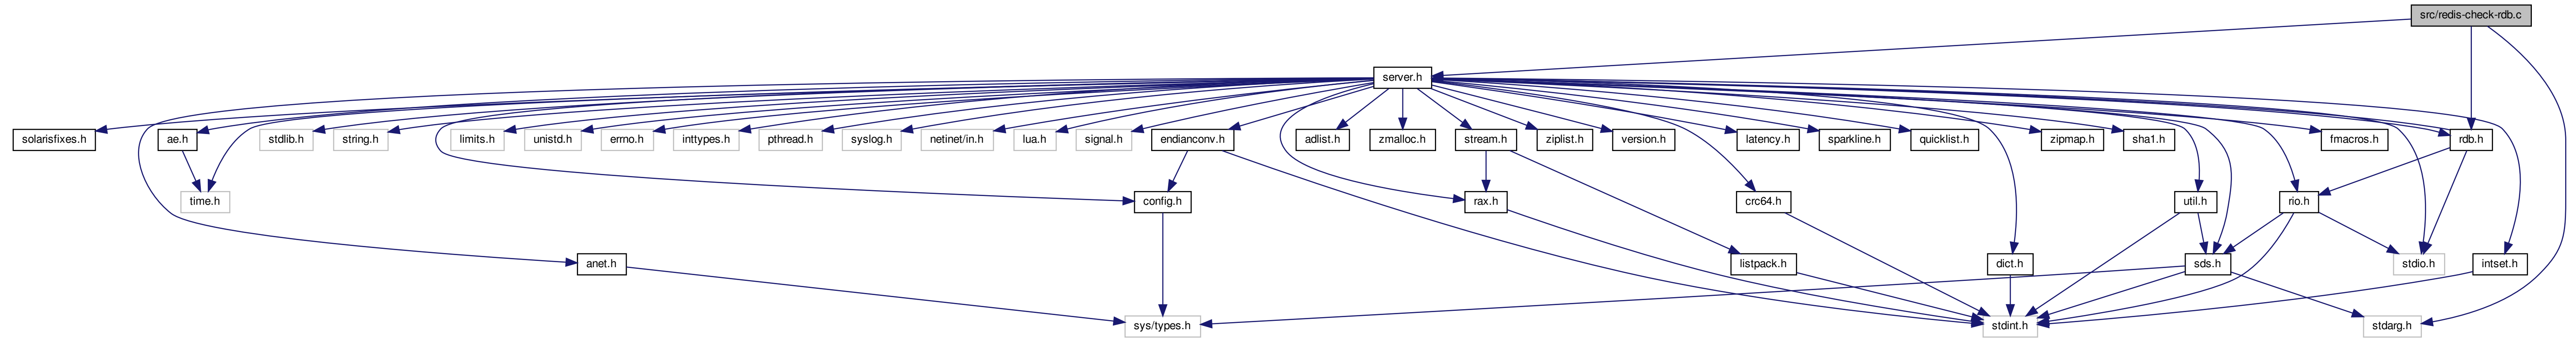 src/redis-check-rdb.c
server.h
solarisfixes.h
ae.h
stdlib.h
string.h
limits.h
unistd.h
errno.h
inttypes.h
pthread.h
syslog.h
netinet/in.h
lua.h
signal.h
endianconv.h
adlist.h
zmalloc.h
stream.h
ziplist.h
version.h
latency.h
sparkline.h
quicklist.h
zipmap.h
sha1.h
fmacros.h
rdb.h
time.h
config.h
rax.h
crc64.h
util.h
rio.h
anet.h
listpack.h
dict.h
sds.h
stdio.h
intset.h
sys/types.h
stdint.h
stdarg.h